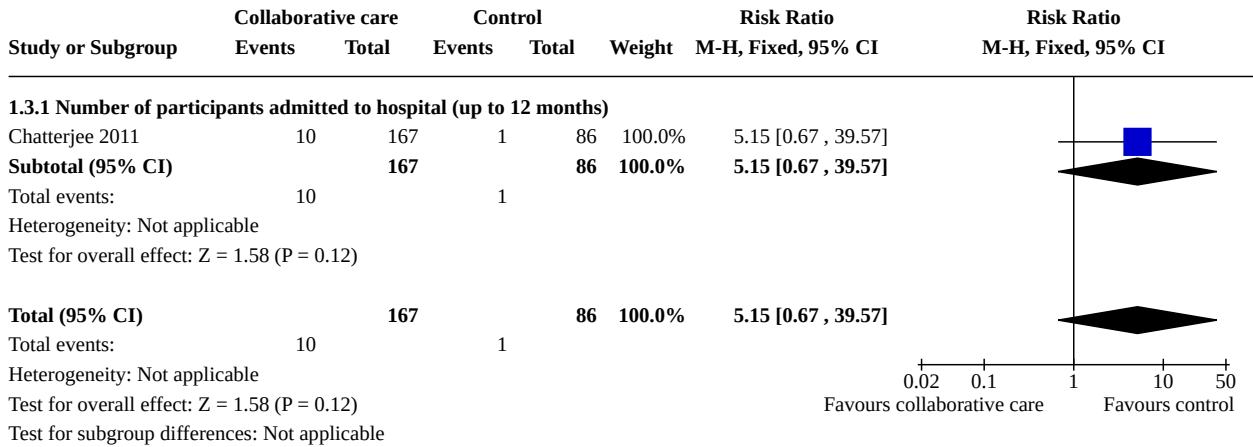 Collaborative care Control Risk Ratio Risk Ratio
Study or Subgroup Events Total Events Total Weight M-H, Fixed, 95% CI M-H, Fixed, 95% CI
1.3.1 Number of participants admitted to hospital (up to 12 months)
Chatterjee 2011 10 167 1 86 100.0% 5.15 [0.67 , 39.57]
Subtotal (95% CI) 167 86 100.0% 5.15 [0.67 , 39.57]
Total events: 10 1
Heterogeneity: Not applicable
Test for overall effect: Z = 1.58 (P = 0.12)
Total (95% CI) 167 86 100.0% 5.15 [0.67 , 39.57]
Total events: 10 1
Heterogeneity: Not applicable 0.02 0.1 1 10 50
Test for overall effect: Z = 1.58 (P = 0.12) Favours collaborative care Favours control
Test for subgroup differences: Not applicable